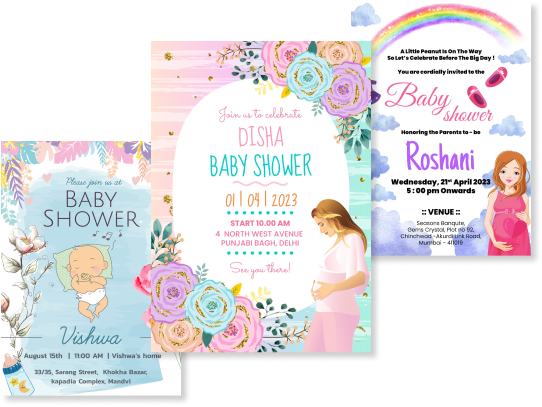 Please join us at
BABY
SHOWER
Vishwa
August 15th | 11:00 AM | Vishwa's home
33/35, Sarang Street, Khokha Bazar,
kapadia Complex, Mandvi
Join us to celebrate
DISHA
BABY SHOWER
01 | 04 | 2023
START 10.00 AM
4 NORTH WEST AVENUE
PUNJABI BAGH, DELHI
See you there!
A Little Peanut Is On The Way
So Let's Celebrate Before The Big Day !
You are cordially invited to the
Baby
shower
Honoring the Parents to - be
Roshani
Wednesday, 21st April 2023
5 : 00 pm Onwards
:: VENUE ::
Seasons Banqute,
Gems Crystal, Plot no 92,
Chinchwad -Akurdi Link Road,
Mumbai - 411019